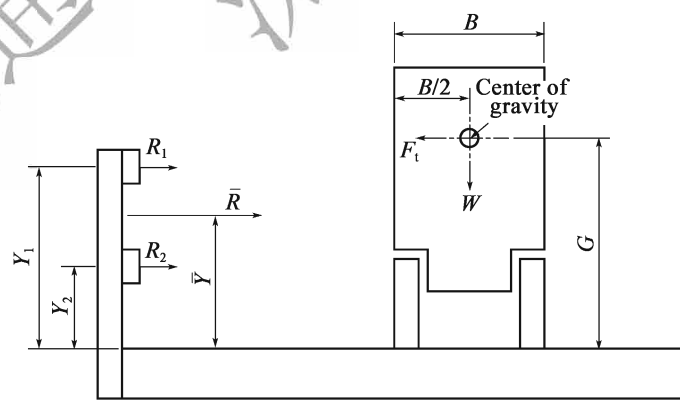 B
B/2
Center of
gravity
Fₜ
W
G
R₁
R̄
R₂
Ȳ
Y₁
Y₂